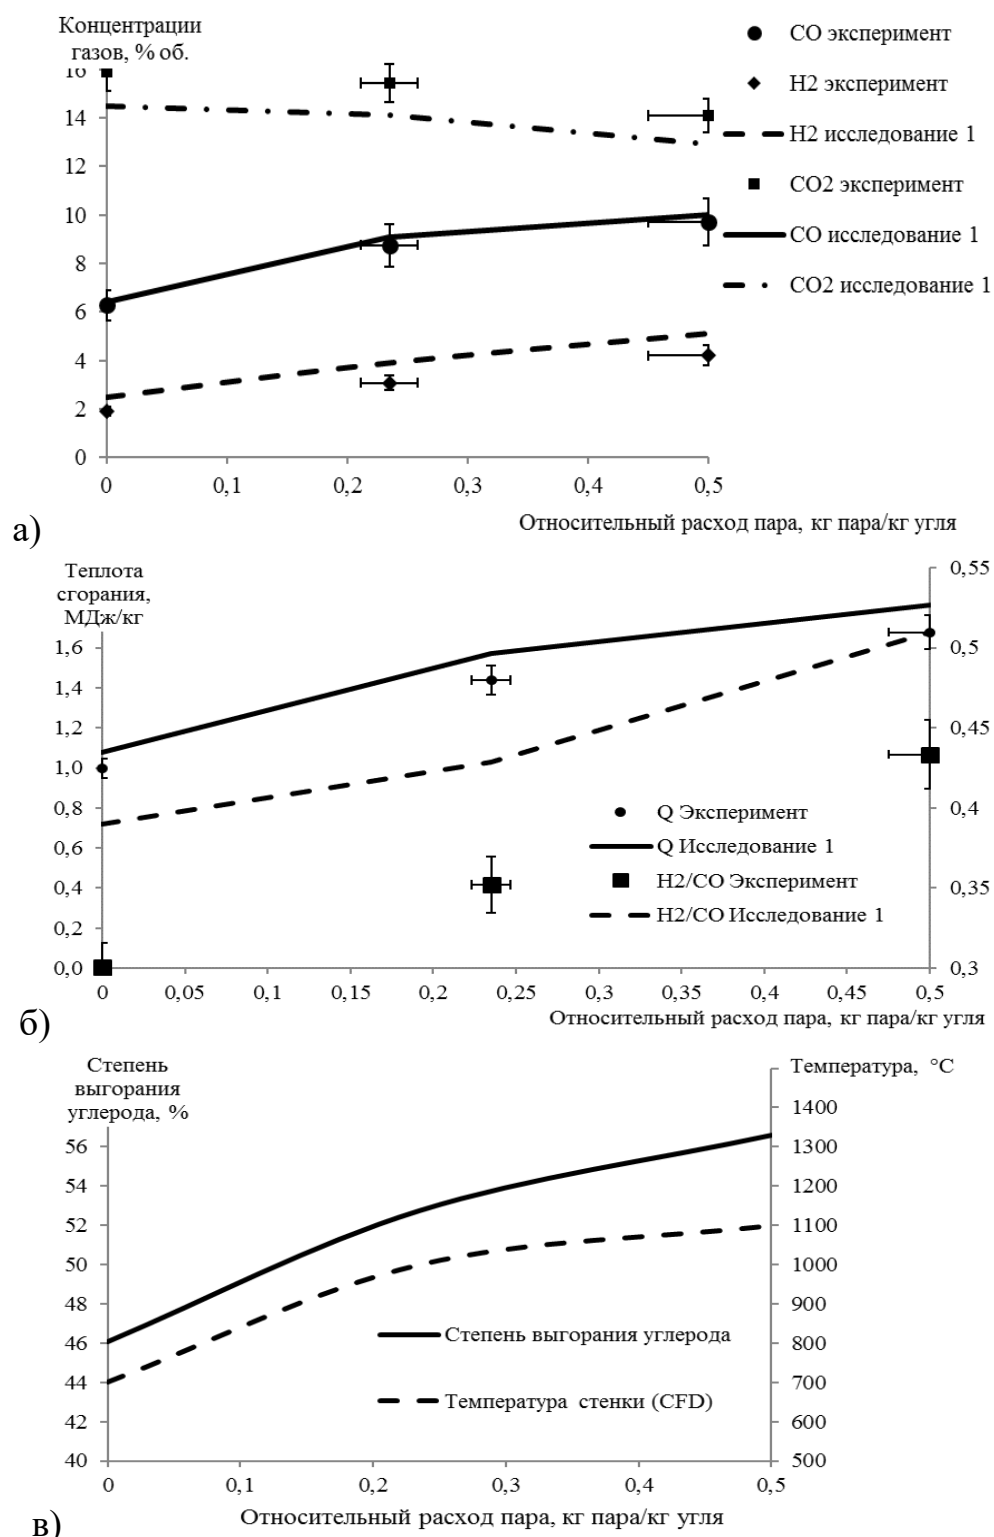 Концентрации
газов, % об.
16
14
12
10
8
6
4
2
0
0 0,1 0,2 0,3 0,4 0,5
Относительный расход пара, кг пара/кг угля
CO эксперимент
H2 эксперимент
H2 исследование 1
CO2 эксперимент
CO исследование 1
CO2 исследование 1
а)
Теплота
сгорания,
МДж/кг
1,6
1,4
1,2
1,0
0,8
0,6
0,4
0,2
0,0
0,55
0,5
0,45
0,4
0,35
0,3
Q Эксперимент
Q Исследование 1
H2/CO Эксперимент
H2/CO Исследование 1
0 0,05 0,1 0,15 0,2 0,25 0,3 0,35 0,4 0,45 0,5
Относительный расход пара, кг пара/кг угля
б)
Степень
выгорания
углерода, %
Температура, °C
56
54
52
50
48
46
44
42
40
1400
1300
1200
1100
1000
900
800
700
600
500
Степень выгорания углерода
Температура стенки (CFD)
0 0,1 0,2 0,3 0,4 0,5
Относительный расход пара, кг пара/кг угля
в)